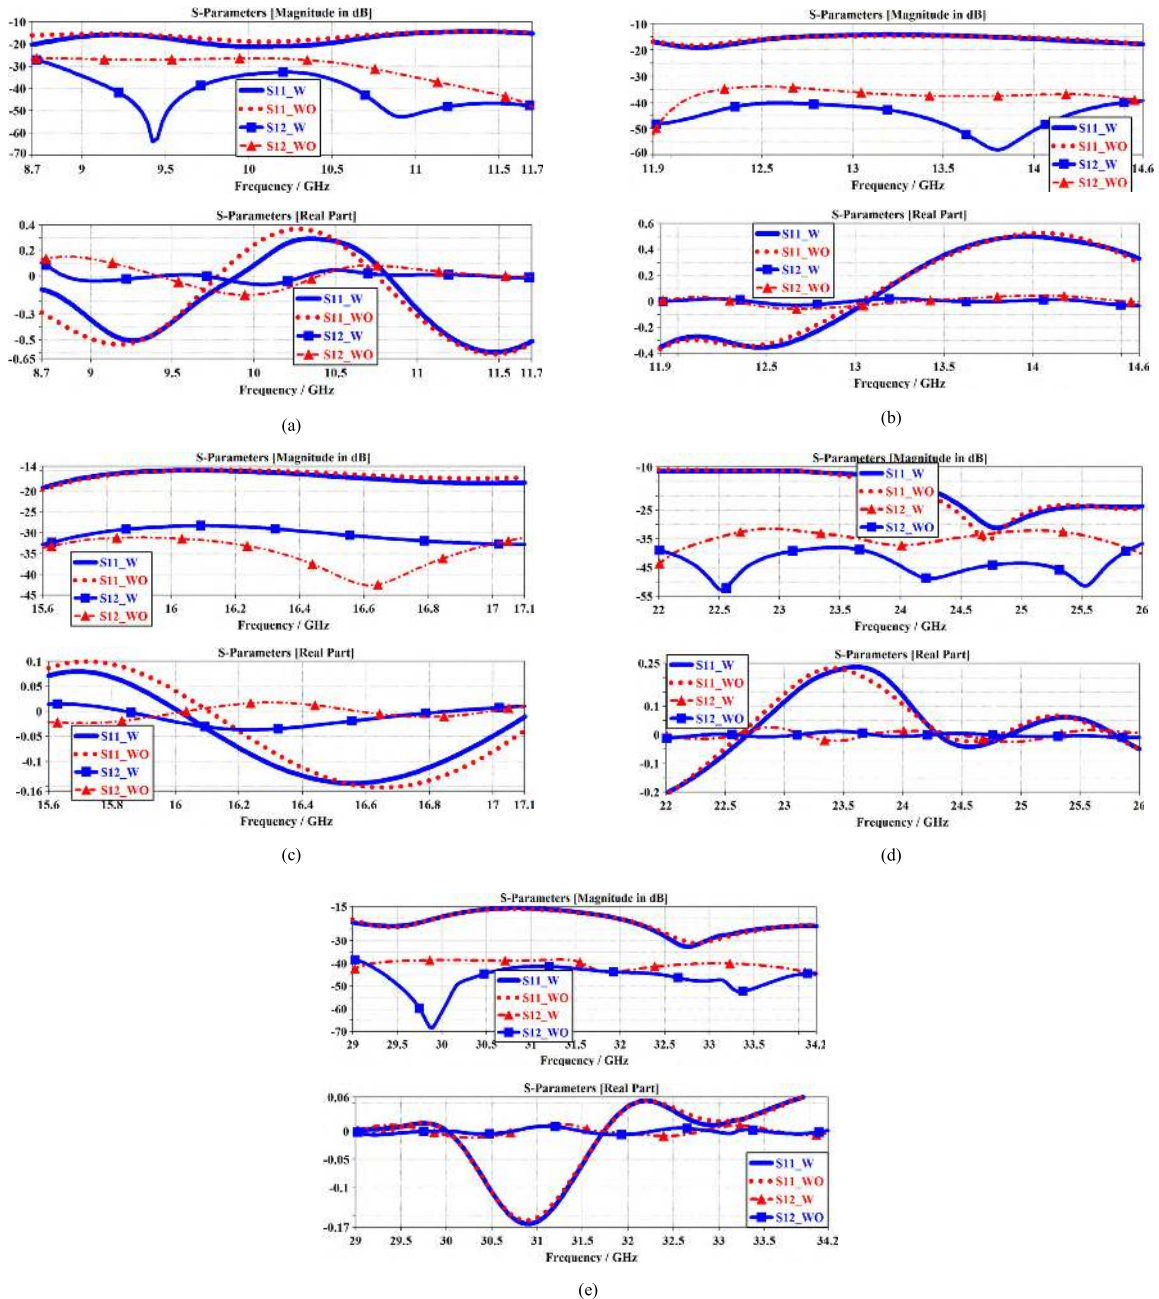 S-Parameters [Magnitude in dB]
-10
-20
-30
-40
-50
-60
-70
S11_W
S11_WO
S12_W
S12_WO
8.7 9 9.5 10 10.5 11 11.5 11.7
Frequency / GHz
S-Parameters [Real Part]
0.4
0.2
0
-0.3
-0.5
-0.65
S11_W
S11_WO
S12_W
S12_WO
8.7 9 9.5 10 10.5 11 11.5 11.7
Frequency / GHz
(a)
S-Parameters [Magnitude in dB]
-10
-20
-30
-40
-50
-60
S11_W
S11_WO
S12_W
S12_WO
11.9 12.5 13 13.5 14 14.6
Frequency / GHz
S-Parameters [Real Part]
0.6
0.4
0.2
0
-0.2
-0.4
S11_W
S11_WO
S12_W
S12_WO
11.9 12.5 13 13.5 14 14.6
Frequency / GHz
(b)
S-Parameters [Magnitude in dB]
-14
-20
-25
-30
-35
-40
-45
S11_W
S11_WO
S12_W
S12_WO
15.6 16 16.2 16.4 16.6 16.8 17 17.1
Frequency / GHz
S-Parameters [Real Part]
0.1
0.05
0
-0.05
-0.1
-0.16
S11_W
S11_WO
S12_W
S12_WO
15.6 15.8 16 16.2 16.4 16.6 16.8 17 17.1
Frequency / GHz
(c)
S-Parameters [Magnitude in dB]
-10
-25
-35
-45
-55
S11_W
S11_WO
S12_W
S12_WO
22 22.5 23 23.5 24 24.5 25 25.5 26
Frequency / GHz
S-Parameters [Real Part]
0.25
0.1
0
-0.1
-0.2
S11_W
S11_WO
S12_W
S12_WO
22 22.5 23 23.5 24 24.5 25 25.5 26
Frequency / GHz
(d)
S-Parameters [Magnitude in dB]
-15
-30
-40
-50
-60
-70
S11_W
S11_WO
S12_W
S12_WO
29 29.5 30 30.5 31 31.5 32 32.5 33 33.5 34.2
Frequency / GHz
S-Parameters [Real Part]
0.06
0
-0.05
-0.1
-0.17
S11_W
S11_WO
S12_W
S12_WO
29 29.5 30 30.5 31 31.5 32 32.5 33 33.5 34.2
Frequency / GHz
(e)